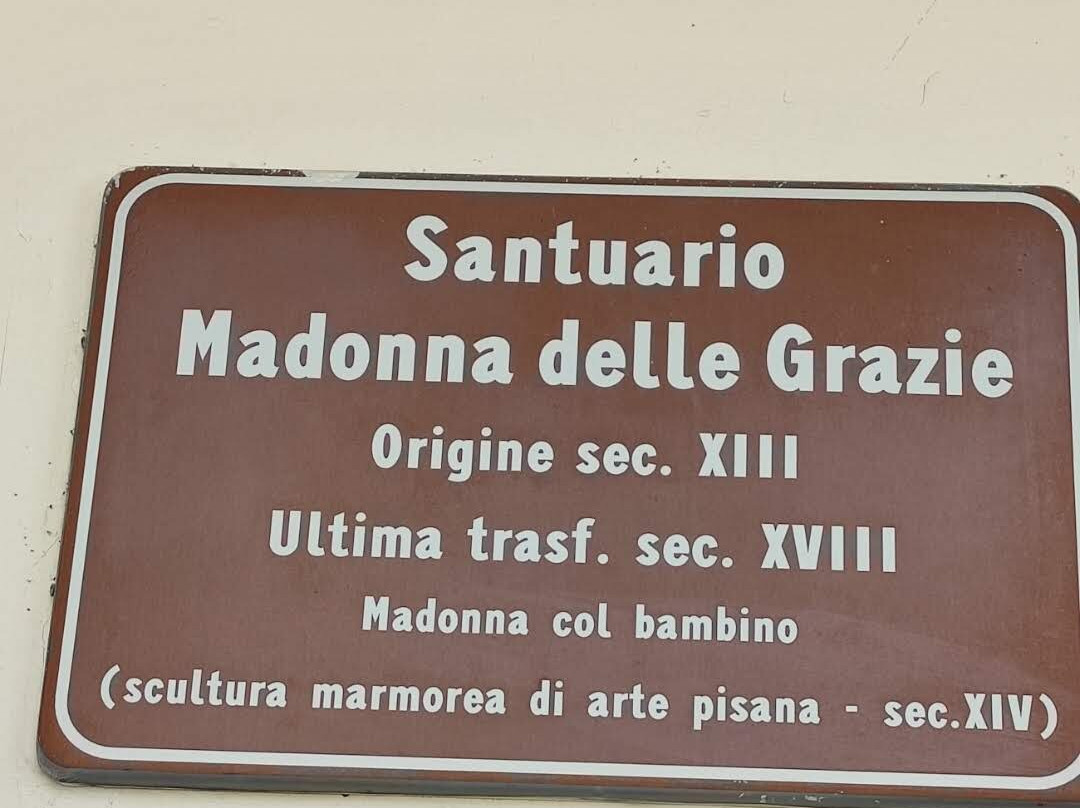 Santuario
Madonna delle Grazie
Origine sec. XIII
Ultima trasf. sec. XVIII
Madonna col bambino
(scultura marmorea di arte pisana - sec.XIV)